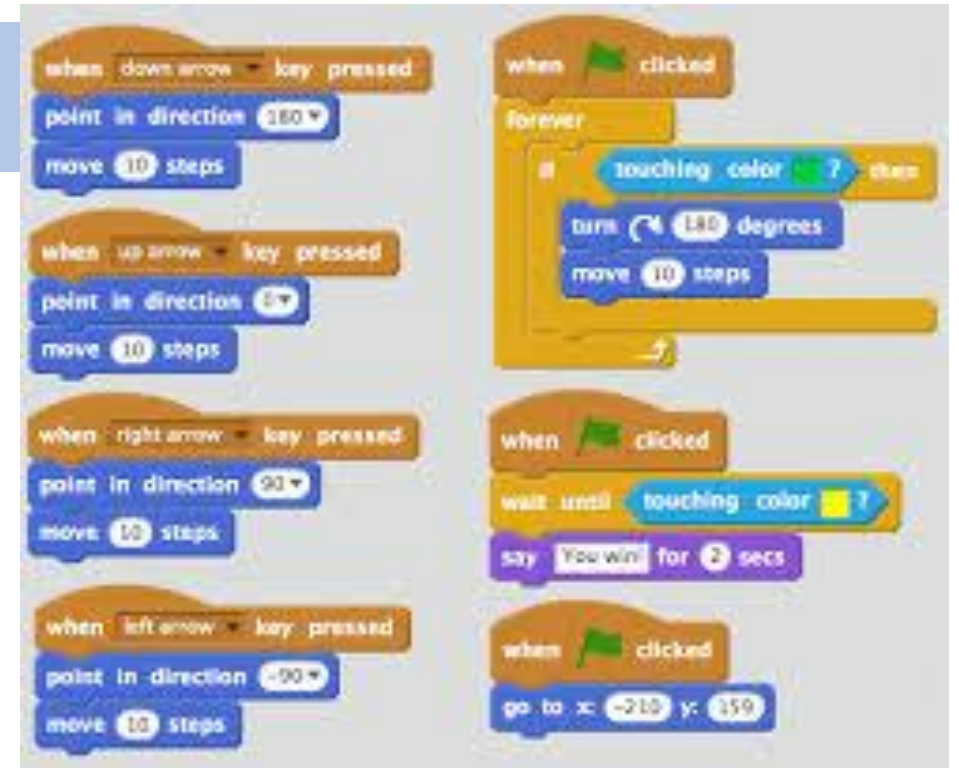 when down arrow key pressed
point in direction 180
move 10 steps
when up arrow key pressed
point in direction 0
move 10 steps
when right arrow key pressed
point in direction 90
move 10 steps
when left arrow key pressed
point in direction -90
move 10 steps
when clicked
forever
if touching color ? then
turn 180 degrees
move 10 steps
when clicked
wait until touching color ?
say You win! for 2 secs
when clicked
go to x: -210 y: 159